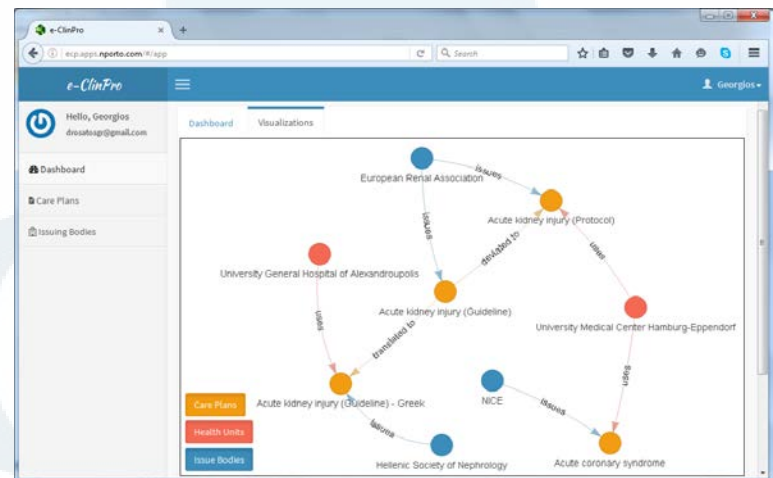 e-ClinPro
ecp.apps.nporto.com/#/app
Search
e-ClinPro
Georgios
Hello, Georgios
drosatosgr@gmail.com
Dashboard
Care Plans
Issuing Bodies
Dashboard
Visualizations
European Renal Association
issues
issues
Acute kidney injury (Protocol)
deviated to
uses
University General Hospital of Alexandroupolis
uses
Acute kidney injury (Guideline)
University Medical Center Hamburg-Eppendorf
translated to
uses
Acute kidney injury (Guideline) - Greek
NICE
issues
issues
Hellenic Society of Nephrology
Acute coronary syndrome
Care Plans
Health Units
Issue Bodies